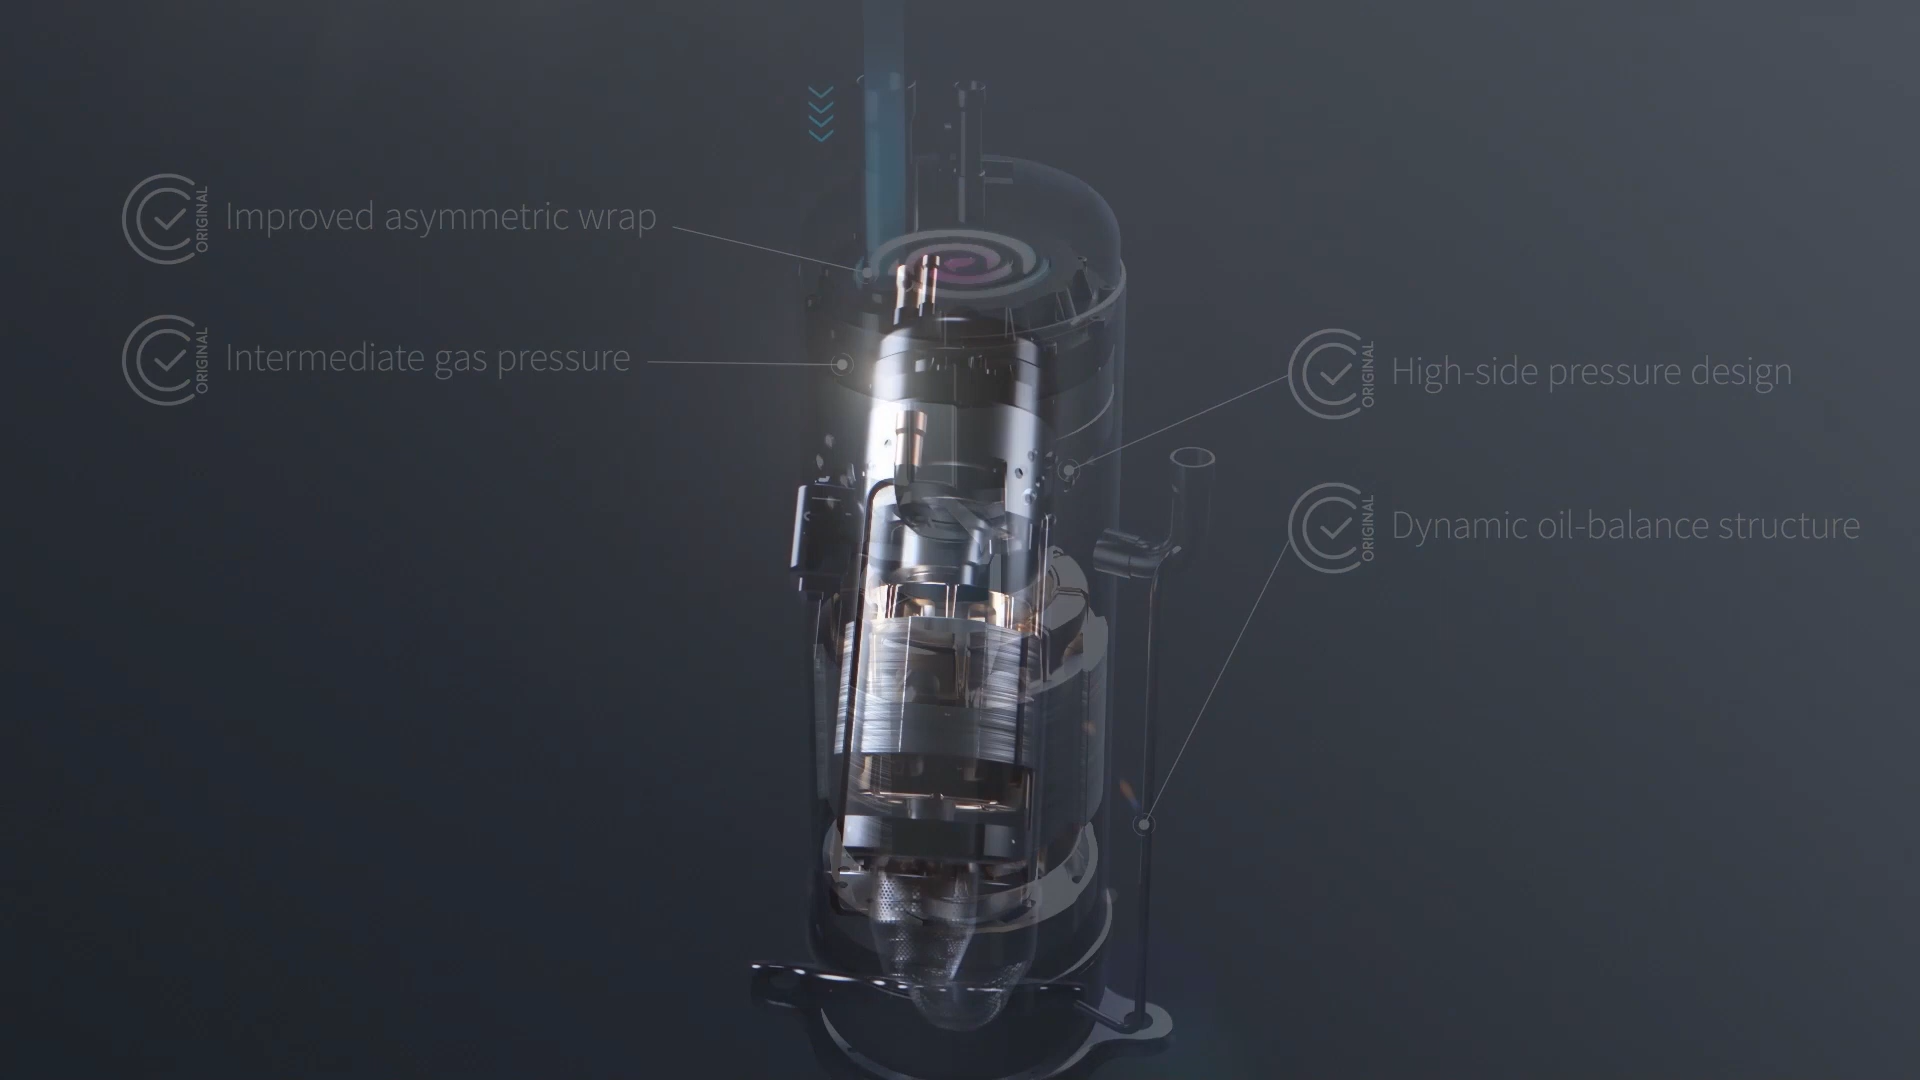 ORIGINAL
Improved asymmetric wrap
ORIGINAL
Intermediate gas pressure
ORIGINAL
High-side pressure design
ORIGINAL
Dynamic oil-balance structure